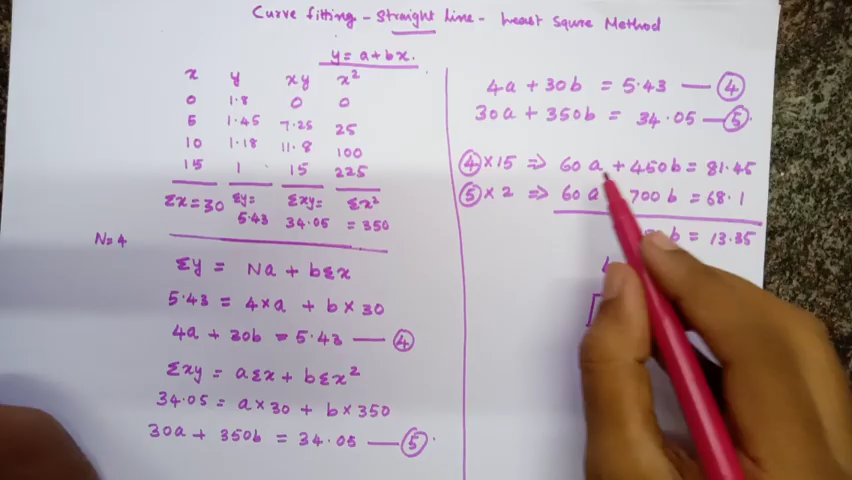 Curve fitting - Straight line - Least Squre Method
y = a + bx.
x y xy x²
0 1.8 0 0
5 1.45 7.25 25
10 1.18 11.8 100
15 1 15 225
Σx=30 Σy= 5.43 Σxy= 34.05 Σx² = 350
N=4
Σy = Na + bΣx
5.43 = 4×a + b×30
4a + 30b = 5.43 — ④
Σxy = aΣx + bΣx²
34.05 = a×30 + b×350
30a + 350b = 34.05 — ⑤
4a + 30b = 5.43 — ④
30a + 350b = 34.05 — ⑤
④ × 15 ⇒ 60a + 450b = 81.45
⑤ × 2 ⇒ 60a 700b = 68.1
b = 13.35